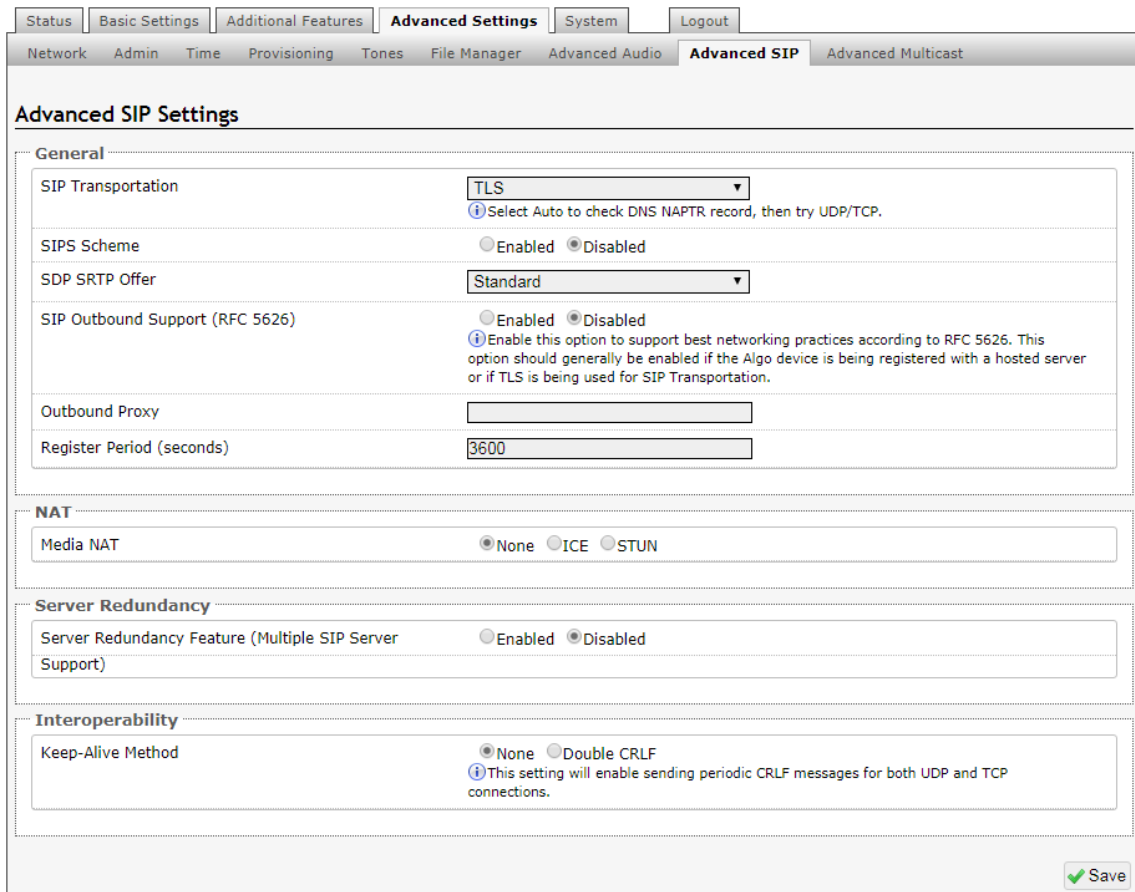 Status Basic Settings Additional Features Advanced Settings System Logout
Network Admin Time Provisioning Tones File Manager Advanced Audio Advanced SIP Advanced Multicast
Advanced SIP Settings
General
SIP Transportation TLS
Select Auto to check DNS NAPTR record, then try UDP/TCP.
SIPS Scheme Enabled Disabled
SDP SRTP Offer Standard
SIP Outbound Support (RFC 5626) Enabled Disabled
Enable this option to support best networking practices according to RFC 5626. This
option should generally be enabled if the Algo device is being registered with a hosted server
or if TLS is being used for SIP Transportation.
Outbound Proxy
Register Period (seconds) 3600
NAT
Media NAT None ICE STUN
Server Redundancy
Server Redundancy Feature (Multiple SIP Server Enabled Disabled
Support)
Interoperability
Keep-Alive Method None Double CRLF
This setting will enable sending periodic CRLF messages for both UDP and TCP
connections.
Save